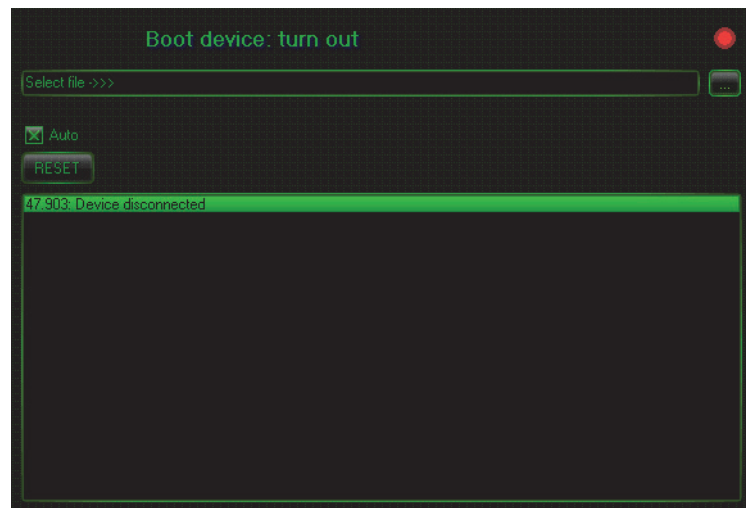 Boot device: turn out
Select file ->>>
...
Auto
RESET
47.903: Device disconnected